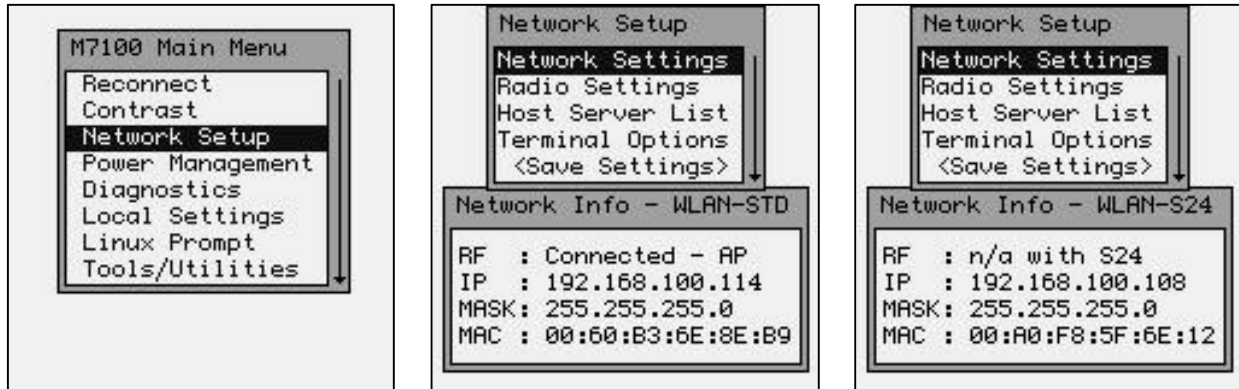 M7100 Main Menu
Reconnect
Contrast
Network Setup
Power Management
Diagnostics
Local Settings
Linux Prompt
Tools/Utilities
Network Setup
Network Settings
Radio Settings
Host Server List
Terminal Options
<Save Settings>
Network Info - WLAN-STD
RF : Connected - AP
IP : 192.168.100.114
MASK: 255.255.255.0
MAC : 00:60:B3:6E:8E:B9
Network Setup
Network Settings
Radio Settings
Host Server List
Terminal Options
<Save Settings>
Network Info - WLAN-S24
RF : n/a with S24
IP : 192.168.100.108
MASK: 255.255.255.0
MAC : 00:A0:F8:5F:6E:12